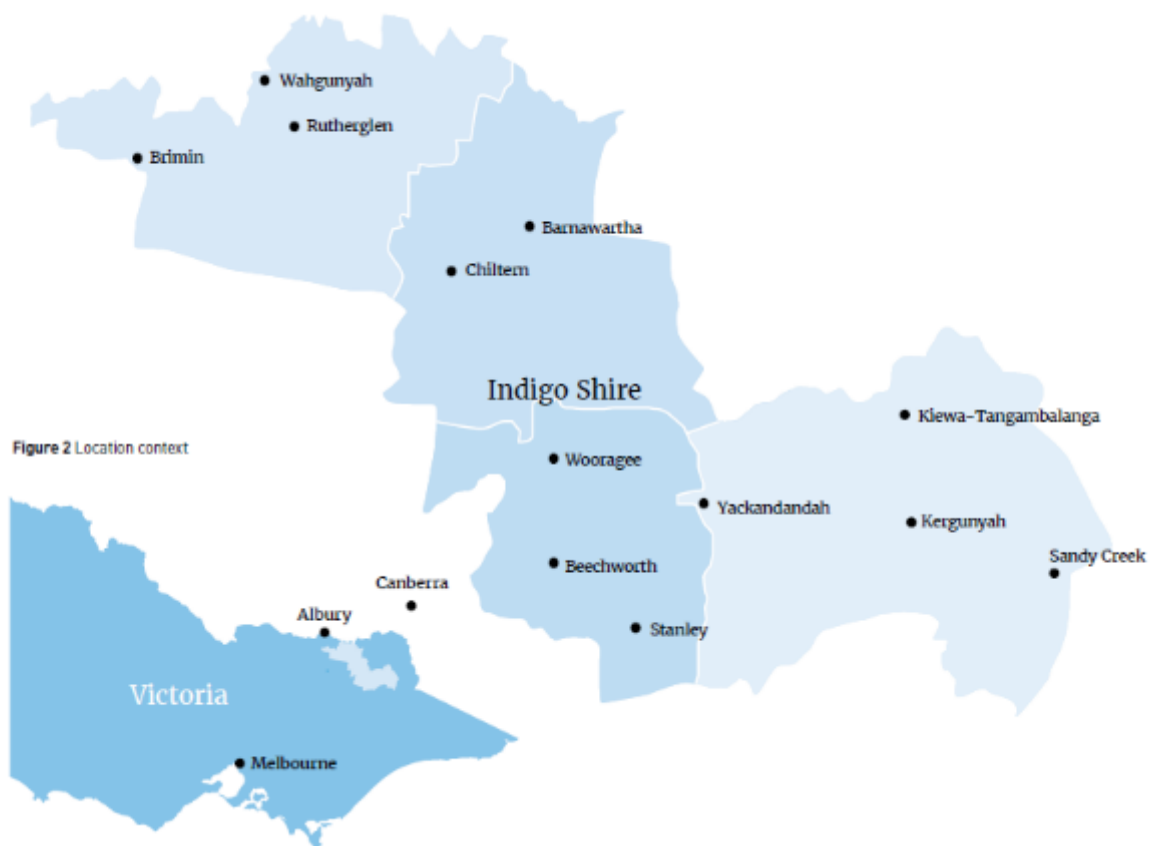 Wahgunyah
Rutherglen
Brimin
Barnawartha
Chiltern
Indigo Shire
Kiewa-Tangambalanga
Figure 2 Location context
Wooragee
Yackandandah
Kergunyah
Sandy Creek
Beechworth
Canberra
Albury
Stanley
Victoria
Melbourne